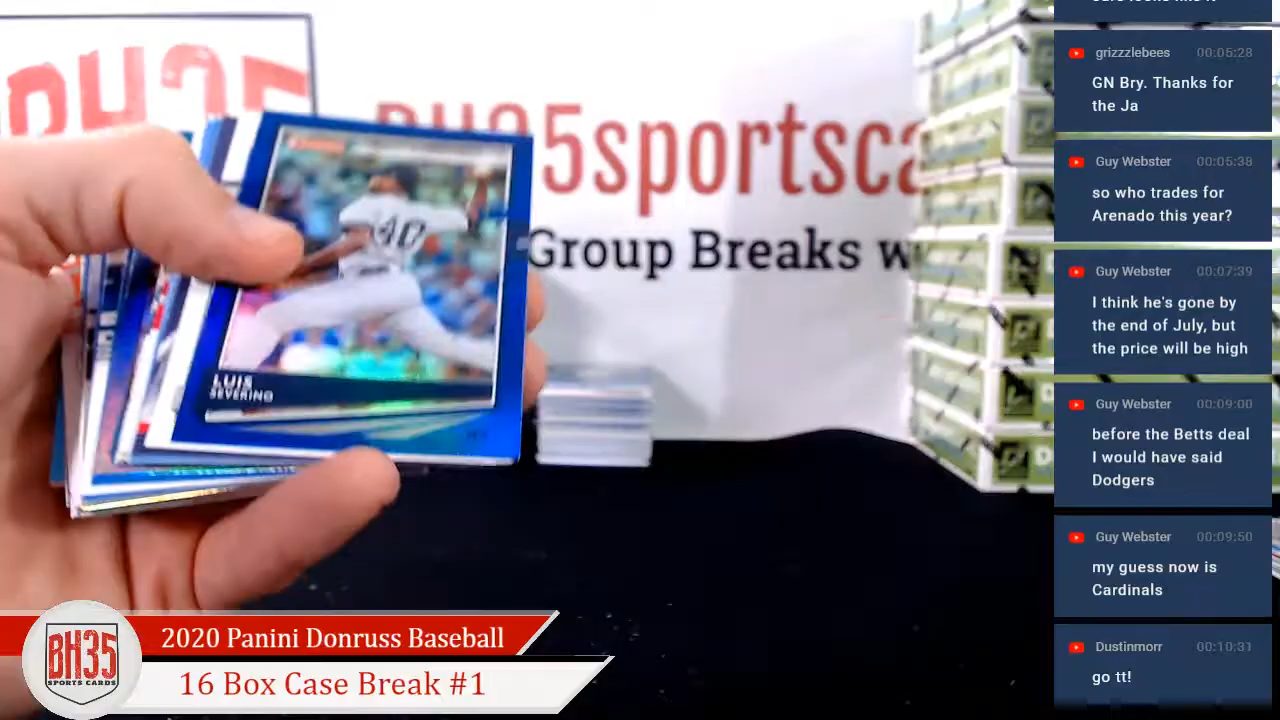 BH35
BH35sportsca
Group Breaks w
40
LUIS
SEVERINO
2020 Panini Donruss Baseball
16 Box Case Break #1
BH35
SPORTS CARDS
grizzzlebees 00:05:28
GN Bry. Thanks for
the Ja
Guy Webster 00:05:38
so who trades for
Arenado this year?
Guy Webster 00:07:39
I think he's gone by
the end of July, but
the price will be high
Guy Webster 00:09:00
before the Betts deal
I would have said
Dodgers
Guy Webster 00:09:50
my guess now is
Cardinals
Dustinmorr 00:10:31
go tt!